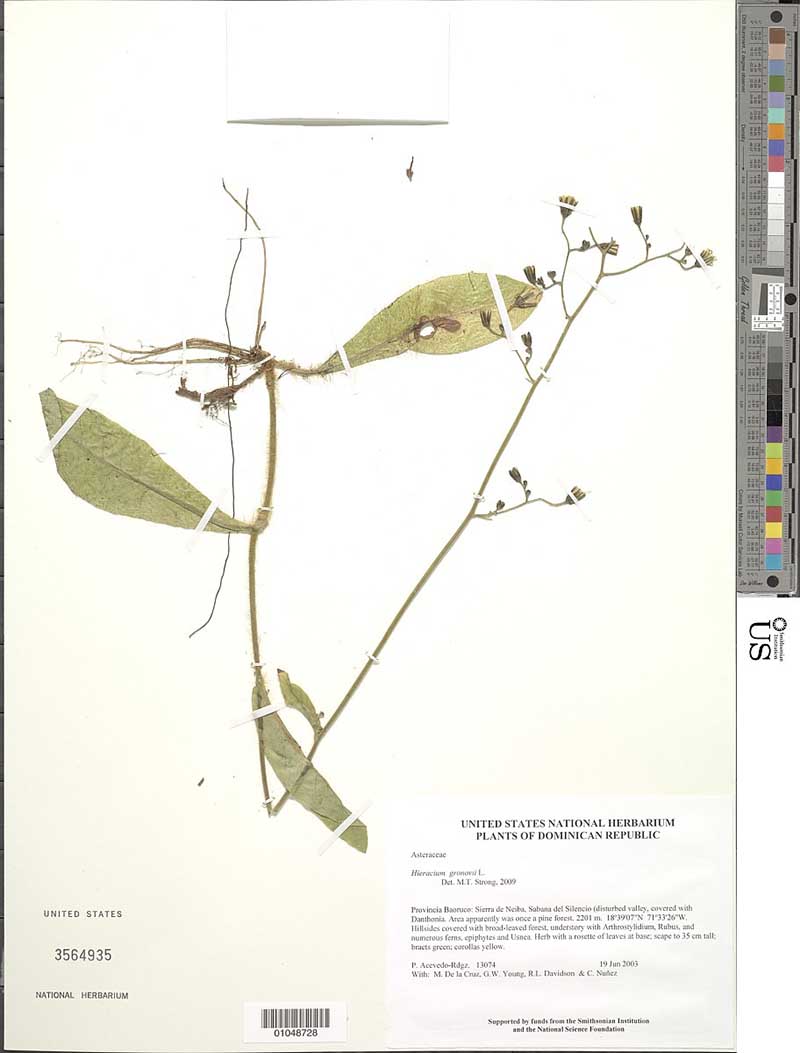 UNITED STATES NATIONAL HERBARIUM
PLANTS OF DOMINICAN REPUBLIC
Asteraceae
Hieracium gronovii L.
Det. M.T. Strong, 2009
Provincia Baoruco: Sierra de Neiba, Sabana del Silencio (disturbed valley, covered with
Danthonia. Area apparently was once a pine forest. 2201 m. 18°39'07"N 71°33'26"W.
Hillsides covered with broad-leaved forest, understory with Arthrostylidium, Rubus, and
numerous ferns, epiphytes and Usnea. Herb with a rosette of leaves at base; scape to 35 cm tall;
bracts green; corollas yellow.
P. Acevedo-Rdgz. 13074 19 Jun 2003
With: M. De la Cruz, G.W. Young, R.L. Davidson & C. Nuñez
Supported by funds from the Smithsonian Institution
and the National Science Foundation
UNITED STATES
3564935
NATIONAL HERBARIUM
01048728
Smithsonian
Institution
US
Golden Thread